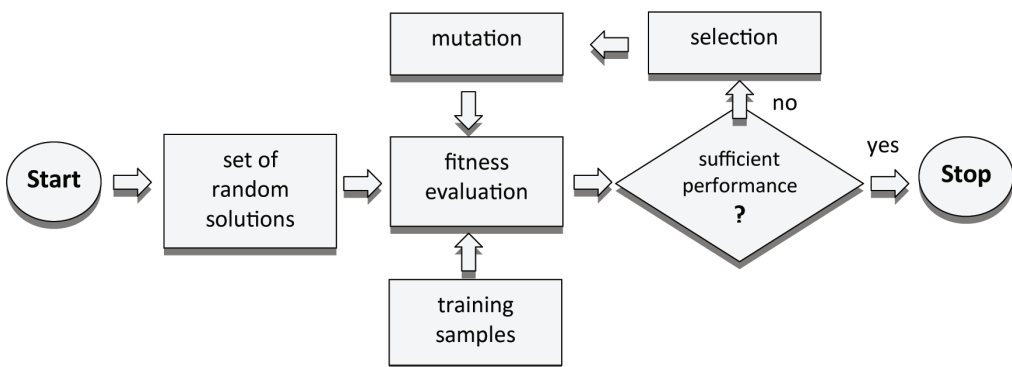 mutation
selection
no
Start
set of
random
solutions
fitness
evaluation
sufficient
performance
?
yes
Stop
training
samples